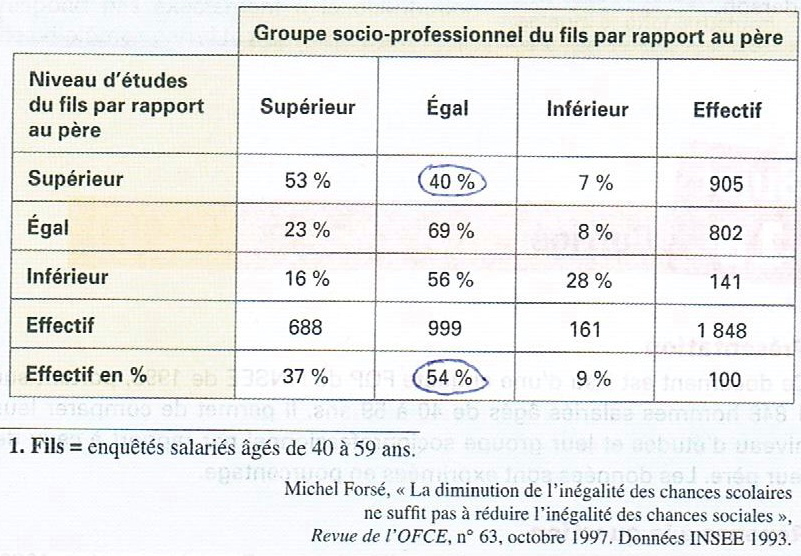 Groupe socio-professionnel du fils par rapport au père
Niveau d'études
du fils par rapport
au père
Supérieur Égal Inférieur Effectif
Supérieur 53 % 40 % 7 % 905
Égal 23 % 69 % 8 % 802
Inférieur 16 % 56 % 28 % 141
Effectif 688 999 161 1 848
Effectif en % 37 % 54 % 9 % 100
1. Fils = enquêtés salariés âgés de 40 à 59 ans.
Michel Forsé, « La diminution de l'inégalité des chances scolaires
ne suffit pas à réduire l'inégalité des chances sociales »,
Revue de l'OFCE, n° 63, octobre 1997. Données INSEE 1993.